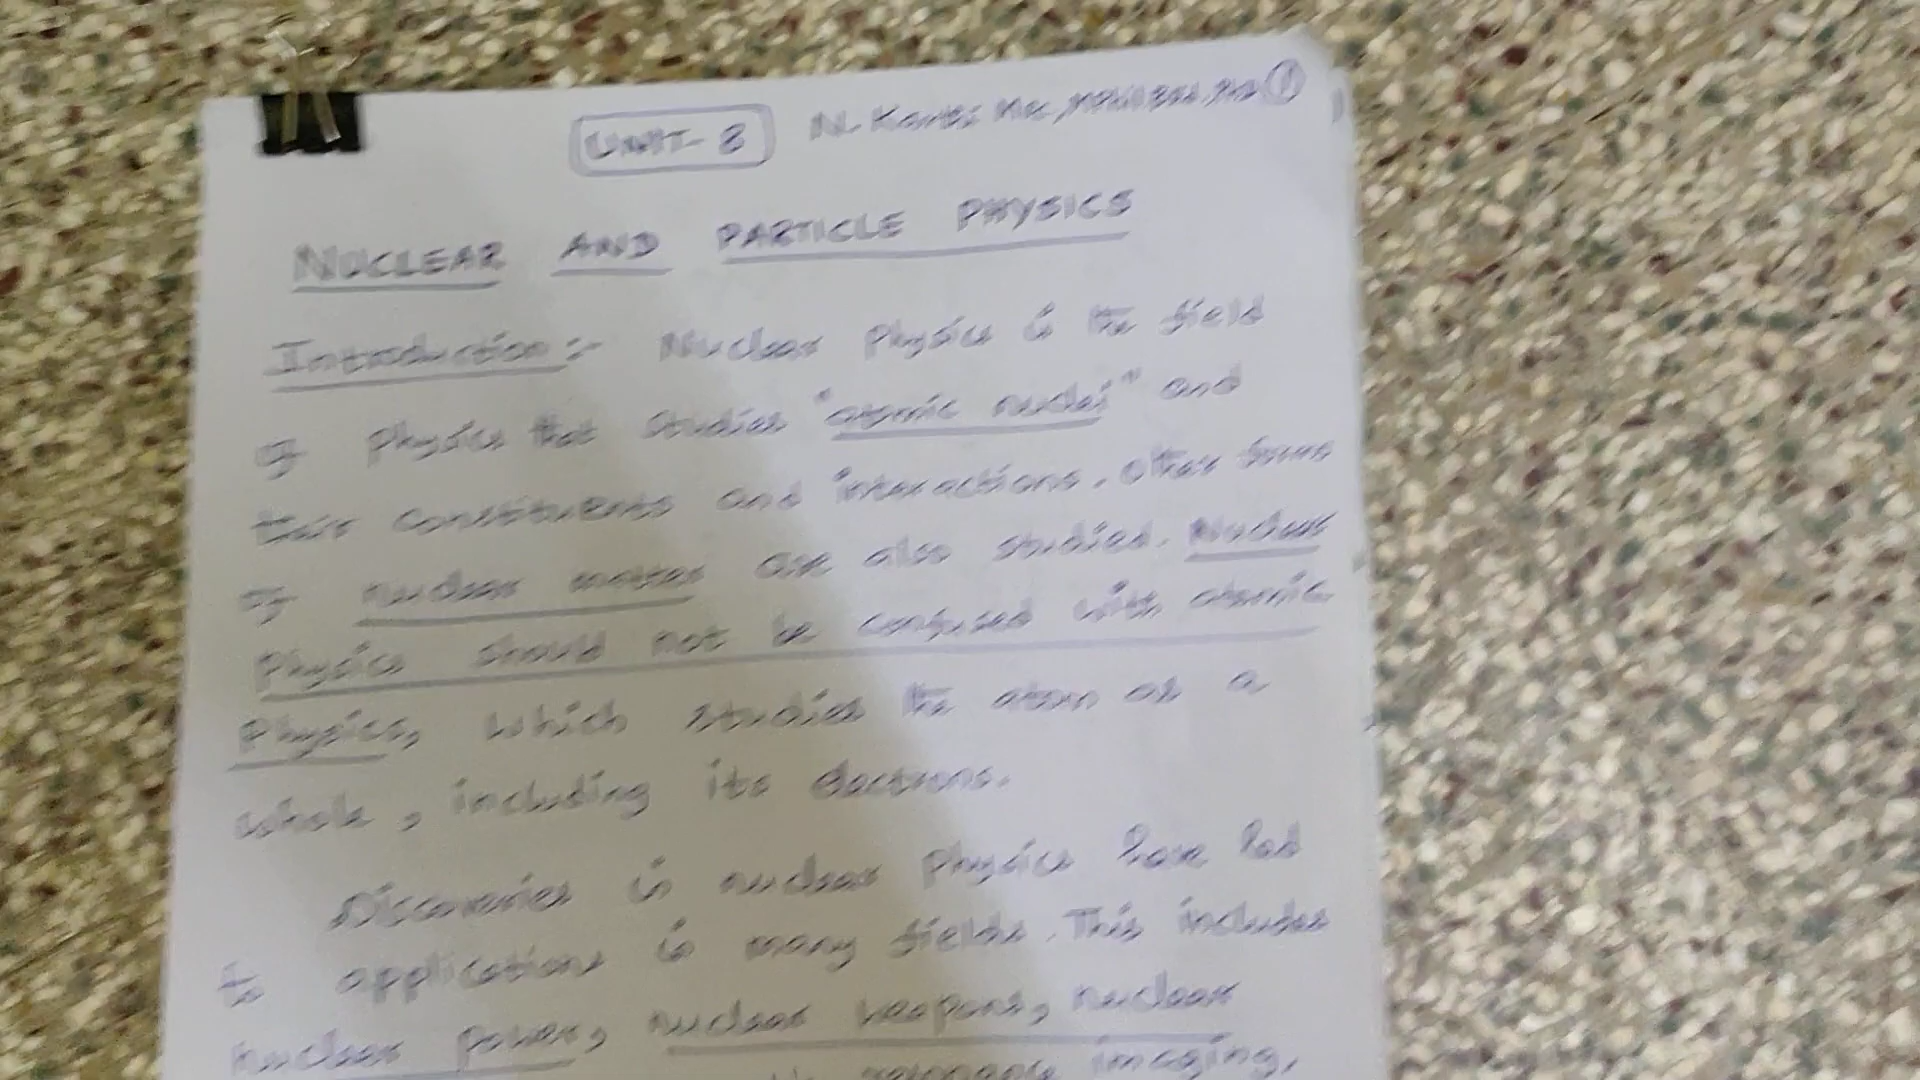 UNIT-8 N. ①
NUCLEAR AND PARTICLE PHYSICS
Introduction :- Nuclear Physics is the field
of Physics that studies "atomic nuclei" and
their constituents and interactions. Other forms
of nuclear matter are also studied. Nuclear
Physics should not be confused with atomic
Physics, which studies the atom as a
whole, including its electrons.
Discoveries in nuclear Physics have led
to applications in many fields. This includes
nuclear power, nuclear weapons, nuclear
resonance imaging,